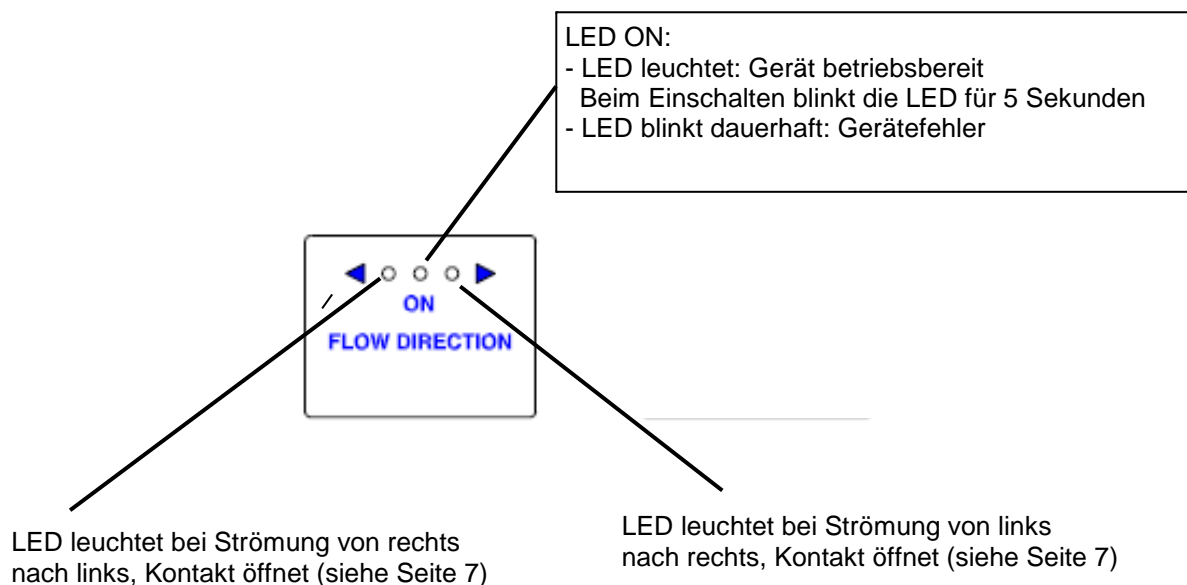 LED ON:
- LED leuchtet: Gerät betriebsbereit
Beim Einschalten blinkt die LED für 5 Sekunden
- LED blinkt dauerhaft: Gerätefehler
ON
FLOW DIRECTION
LED leuchtet bei Strömung von rechts
nach links, Kontakt öffnet (siehe Seite 7)
LED leuchtet bei Strömung von links
nach rechts, Kontakt öffnet (siehe Seite 7)